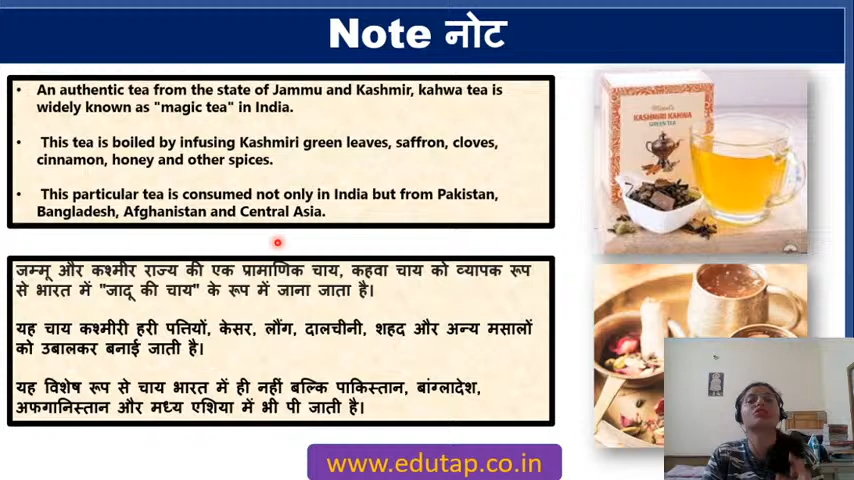 Note नोट
• An authentic tea from the state of Jammu and Kashmir, kahwa tea is
widely known as "magic tea" in India.
• This tea is boiled by infusing Kashmiri green leaves, saffron, cloves,
cinnamon, honey and other spices.
• This particular tea is consumed not only in India but from Pakistan,
Bangladesh, Afghanistan and Central Asia.
KASHMIRI KAHWA
GREEN TEA
जम्मू और कश्मीर राज्य की एक प्रामाणिक चाय, कहवा चाय को व्यापक रूप
से भारत में "जादू की चाय" के रूप में जाना जाता है।
यह चाय कश्मीरी हरी पत्तियों, केसर, लौंग, दालचीनी, शहद और अन्य मसालों
को उबालकर बनाई जाती है।
यह विशेष रूप से चाय भारत में ही नहीं बल्कि पाकिस्तान, बांग्लादेश,
अफगानिस्तान और मध्य एशिया में भी पी जाती है।
www.edutap.co.in